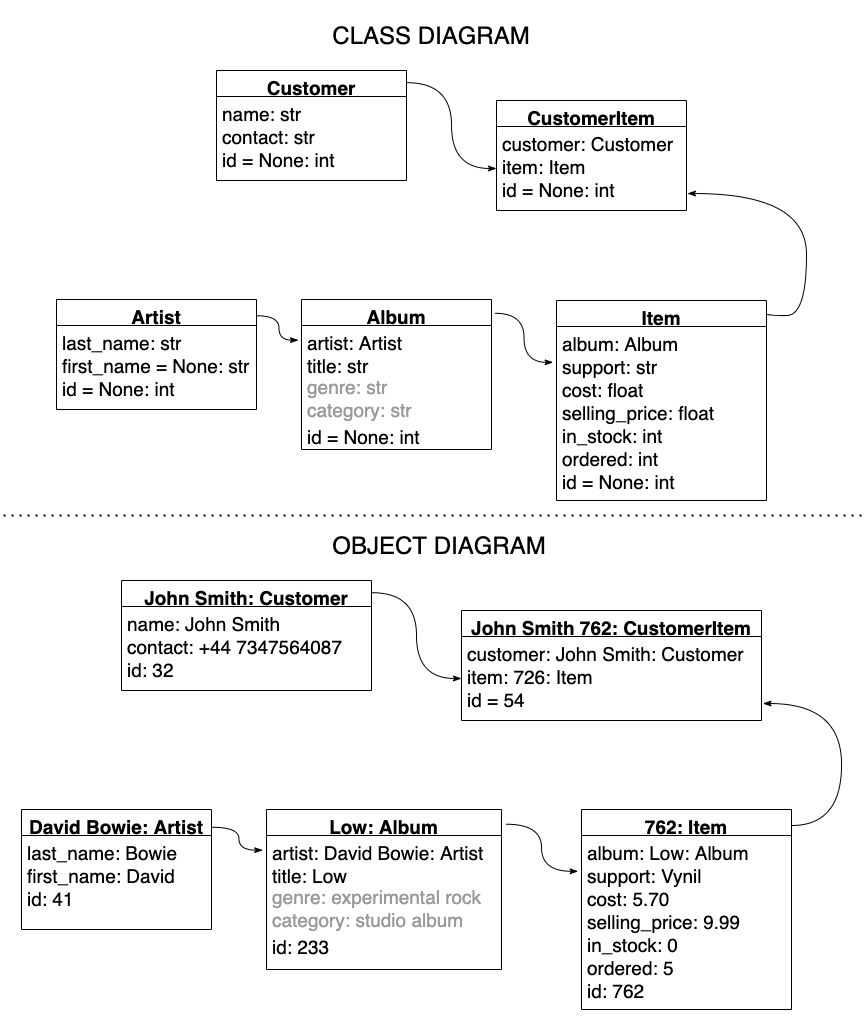 CLASS DIAGRAM
Customer
name: str
contact: str
id = None: int
CustomerItem
customer: Customer
item: Item
id = None: int
Artist
last_name: str
first_name = None: str
id = None: int
Album
artist: Artist
title: str
genre: str
category: str
id = None: int
Item
album: Album
support: str
cost: float
selling_price: float
in_stock: int
ordered: int
id = None: int
OBJECT DIAGRAM
John Smith: Customer
name: John Smith
contact: +44 7347564087
id: 32
John Smith 762: CustomerItem
customer: John Smith: Customer
item: 726: Item
id = 54
David Bowie: Artist
last_name: Bowie
first_name: David
id: 41
Low: Album
artist: David Bowie: Artist
title: Low
genre: experimental rock
category: studio album
id: 233
762: Item
album: Low: Album
support: Vynil
cost: 5.70
selling_price: 9.99
in_stock: 0
ordered: 5
id: 762